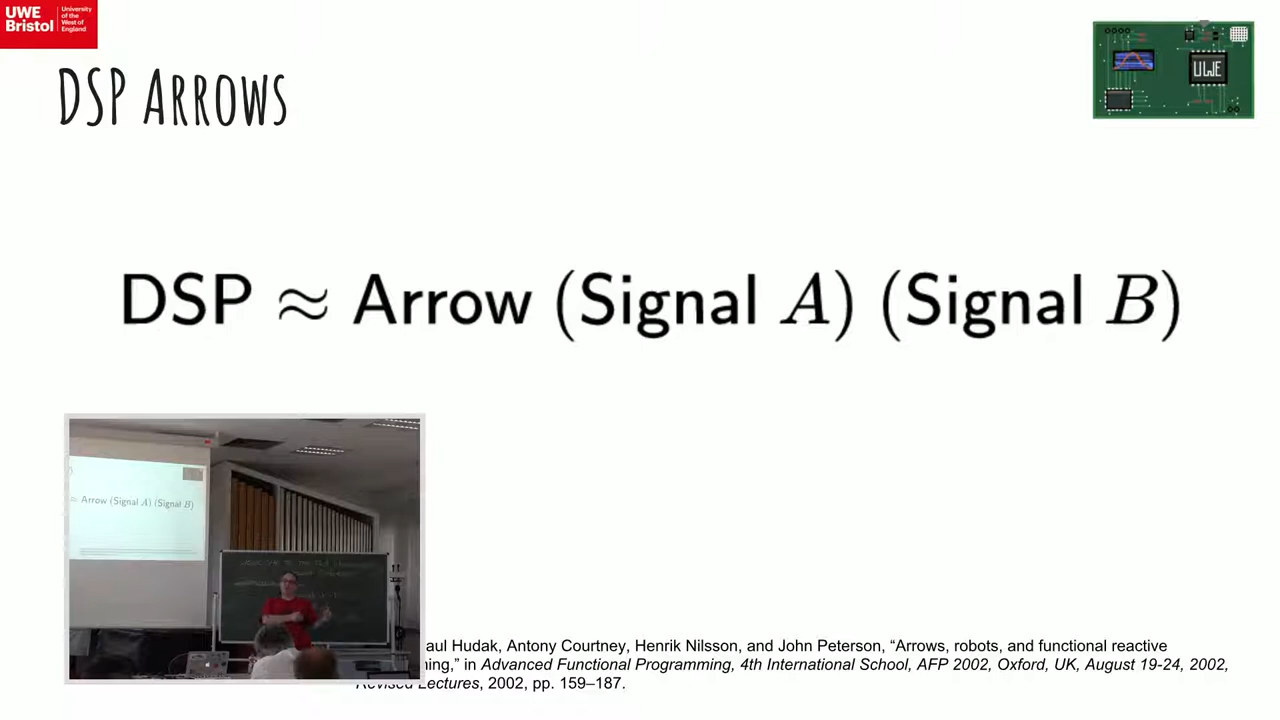 UWE
Bristol
University
of the
West of
England
DSP ARROWS
UWE
DSP ≈ Arrow (Signal A) (Signal B)
≈ Arrow (Signal A) (Signal B)
aul Hudak, Antony Courtney, Henrik Nilsson, and John Peterson, “Arrows, robots, and functional reactive
ning,” in Advanced Functional Programming, 4th International School, AFP 2002, Oxford, UK, August 19-24, 2002,
Revised Lectures, 2002, pp. 159–187.